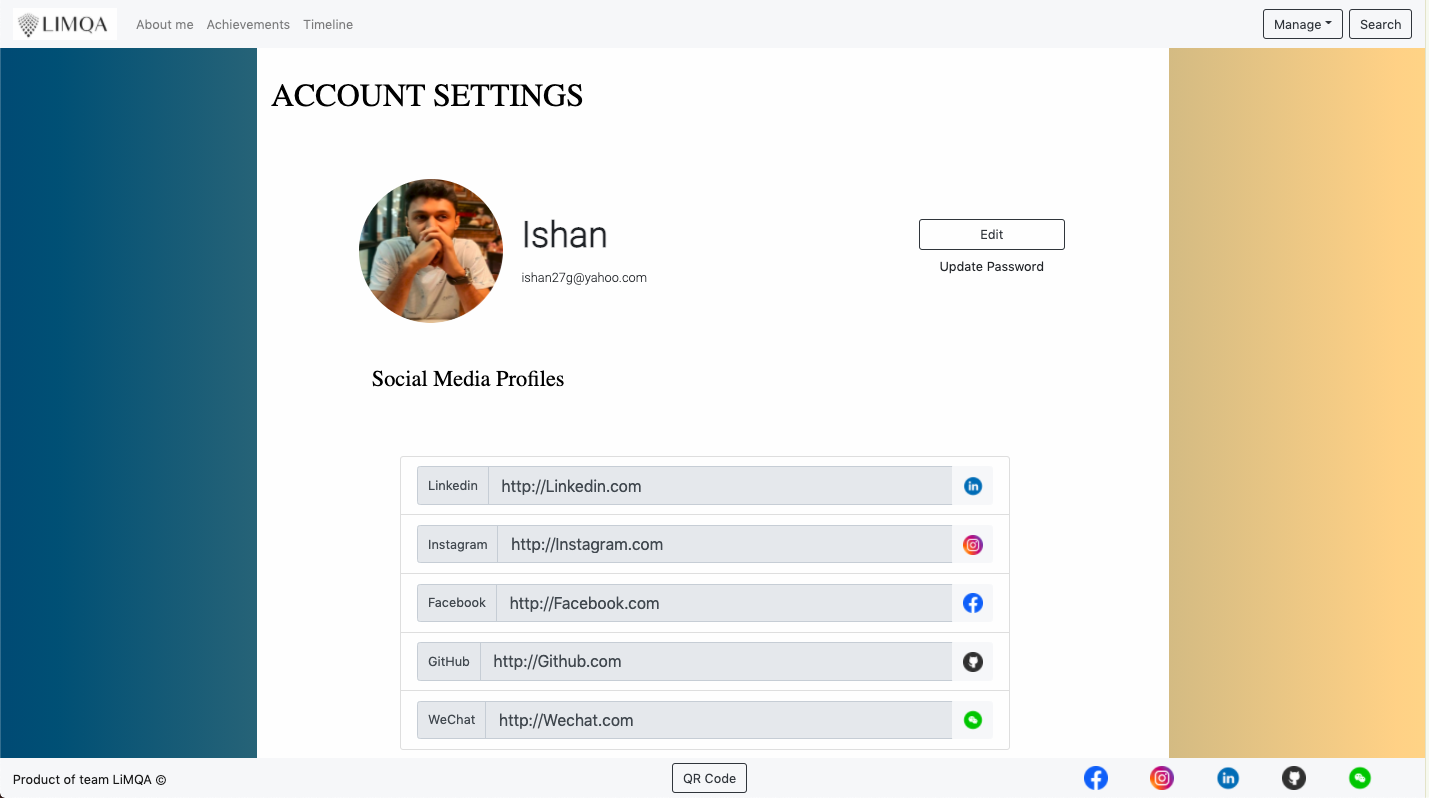 LIMQA About me Achievements Timeline Manage Search
ACCOUNT SETTINGS
Ishan
ishan27g@yahoo.com
Edit
Update Password
Social Media Profiles
Linkedin http://Linkedin.com
Instagram http://Instagram.com
Facebook http://Facebook.com
GitHub http://Github.com
WeChat http://Wechat.com
Product of team LiMQA © QR Code